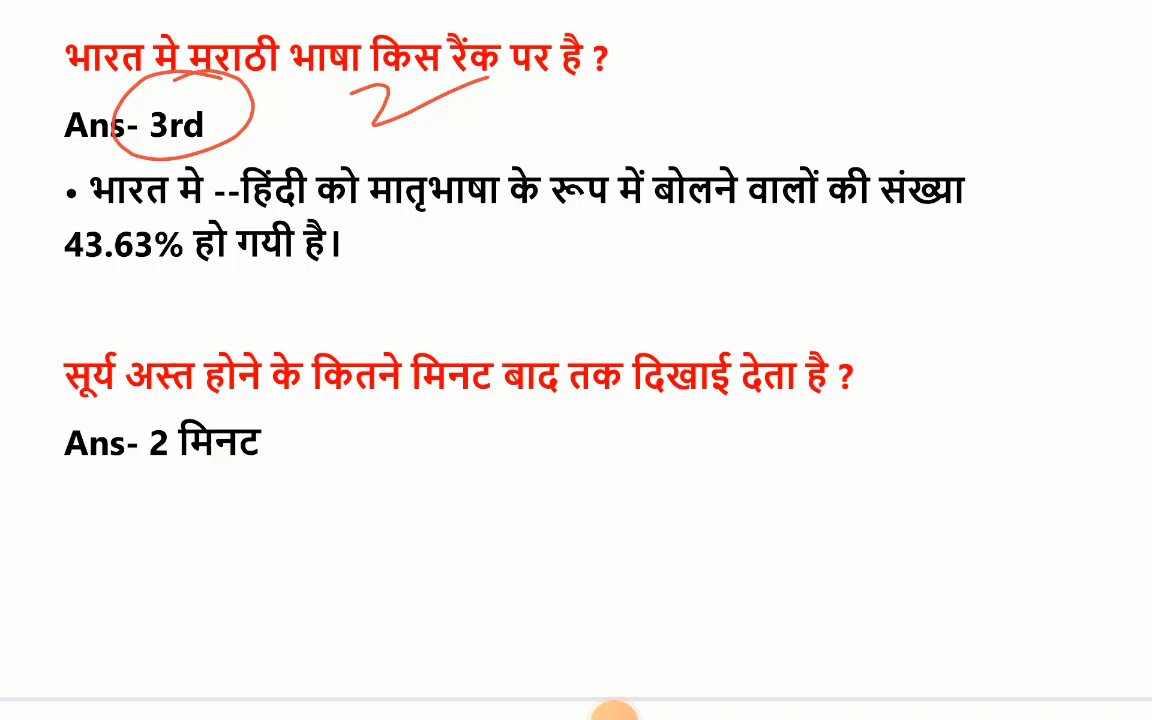 भारत मे मराठी भाषा किस रैंक पर है ?
Ans- 3rd
• भारत मे --हिंदी को मातृभाषा के रूप में बोलने वालों की संख्या
43.63% हो गयी है।
सूर्य अस्त होने के कितने मिनट बाद तक दिखाई देता है ?
Ans- 2 मिनट